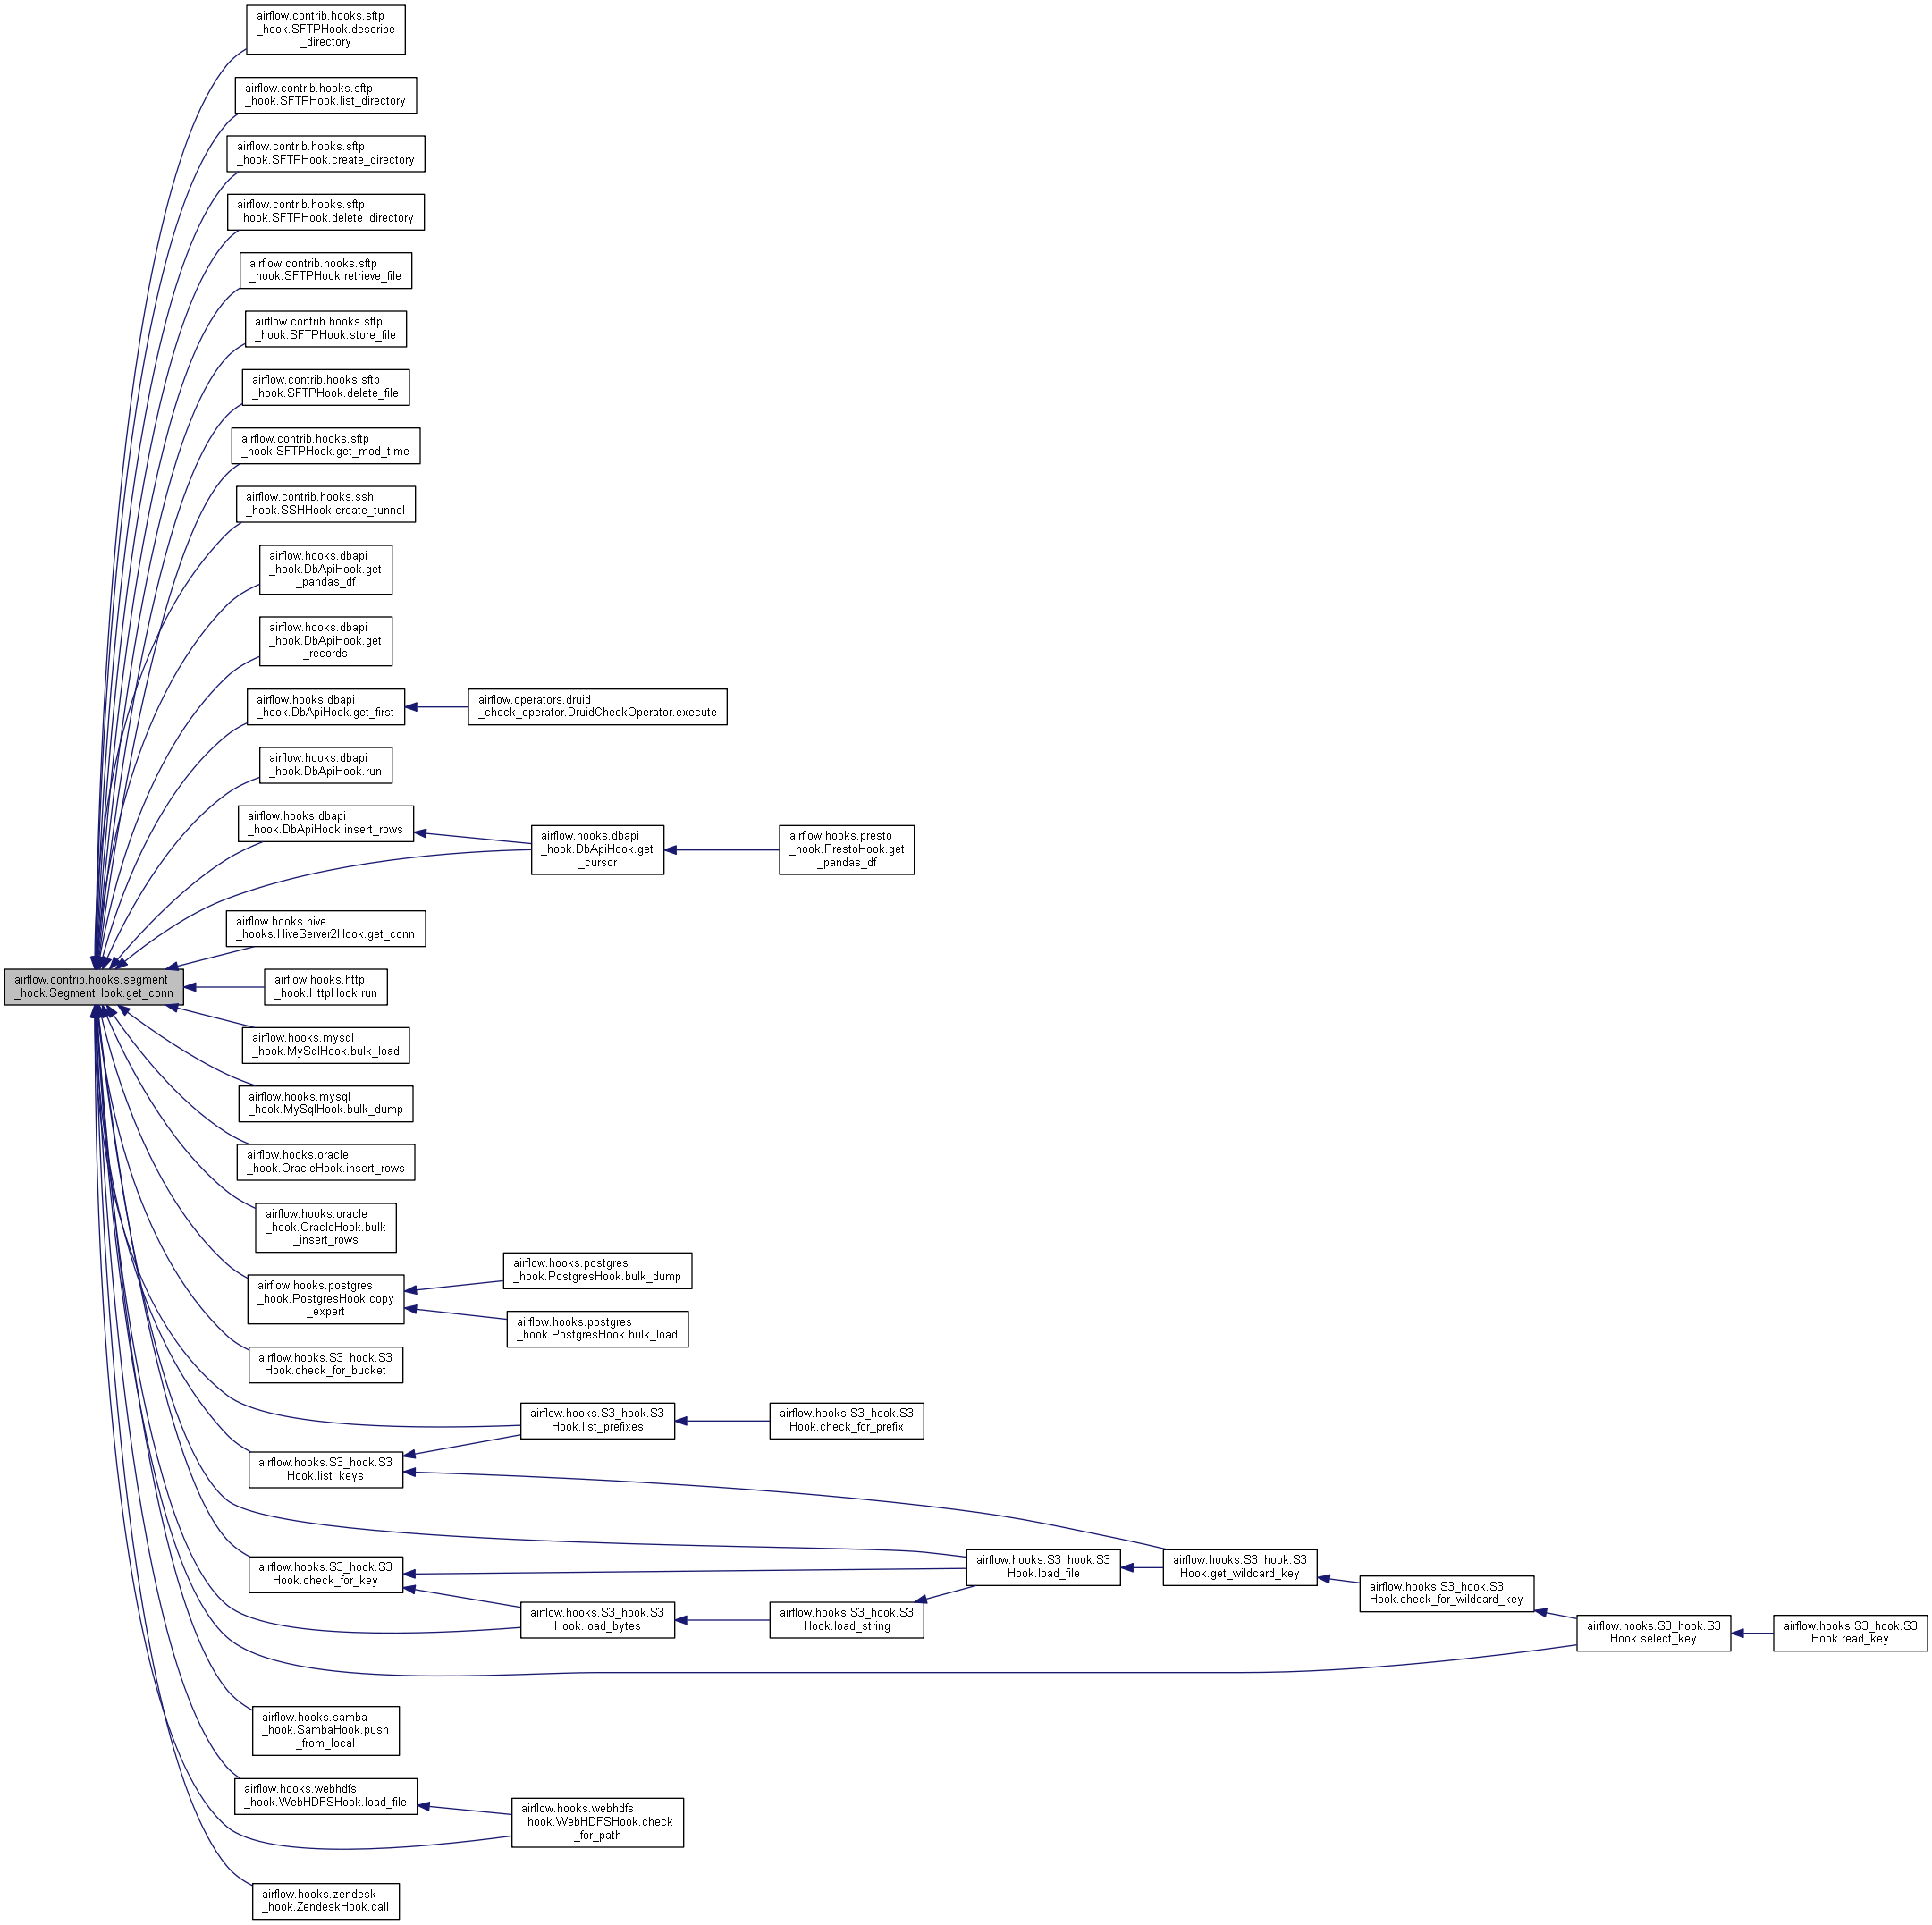 airflow.contrib.hooks.sftp
_hook.SFTPHook.describe
_directory
airflow.contrib.hooks.sftp
_hook.SFTPHook.list_directory
airflow.contrib.hooks.sftp
_hook.SFTPHook.create_directory
airflow.contrib.hooks.sftp
_hook.SFTPHook.delete_directory
airflow.contrib.hooks.sftp
_hook.SFTPHook.retrieve_file
airflow.contrib.hooks.sftp
_hook.SFTPHook.store_file
airflow.contrib.hooks.sftp
_hook.SFTPHook.delete_file
airflow.contrib.hooks.sftp
_hook.SFTPHook.get_mod_time
airflow.contrib.hooks.ssh
_hook.SSHHook.create_tunnel
airflow.hooks.dbapi
_hook.DbApiHook.get
_pandas_df
airflow.hooks.dbapi
_hook.DbApiHook.get
_records
airflow.hooks.dbapi
_hook.DbApiHook.get_first
airflow.operators.druid
_check_operator.DruidCheckOperator.execute
airflow.hooks.dbapi
_hook.DbApiHook.run
airflow.hooks.dbapi
_hook.DbApiHook.insert_rows
airflow.hooks.dbapi
_hook.DbApiHook.get
_cursor
airflow.hooks.presto
_hook.PrestoHook.get
_pandas_df
airflow.hooks.hive
_hooks.HiveServer2Hook.get_conn
airflow.contrib.hooks.segment
_hook.SegmentHook.get_conn
airflow.hooks.http
_hook.HttpHook.run
airflow.hooks.mysql
_hook.MySqlHook.bulk_load
airflow.hooks.mysql
_hook.MySqlHook.bulk_dump
airflow.hooks.oracle
_hook.OracleHook.insert_rows
airflow.hooks.oracle
_hook.OracleHook.bulk
_insert_rows
airflow.hooks.postgres
_hook.PostgresHook.copy
_expert
airflow.hooks.postgres
_hook.PostgresHook.bulk_dump
airflow.hooks.postgres
_hook.PostgresHook.bulk_load
airflow.hooks.S3_hook.S3
Hook.check_for_bucket
airflow.hooks.S3_hook.S3
Hook.list_prefixes
airflow.hooks.S3_hook.S3
Hook.check_for_prefix
airflow.hooks.S3_hook.S3
Hook.list_keys
airflow.hooks.S3_hook.S3
Hook.check_for_key
airflow.hooks.S3_hook.S3
Hook.load_file
airflow.hooks.S3_hook.S3
Hook.get_wildcard_key
airflow.hooks.S3_hook.S3
Hook.check_for_wildcard_key
airflow.hooks.S3_hook.S3
Hook.load_bytes
airflow.hooks.S3_hook.S3
Hook.load_string
airflow.hooks.S3_hook.S3
Hook.select_key
airflow.hooks.S3_hook.S3
Hook.read_key
airflow.hooks.samba
_hook.SambaHook.push
_from_local
airflow.hooks.webhdfs
_hook.WebHDFSHook.load_file
airflow.hooks.webhdfs
_hook.WebHDFSHook.check
_for_path
airflow.hooks.zendesk
_hook.ZendeskHook.call